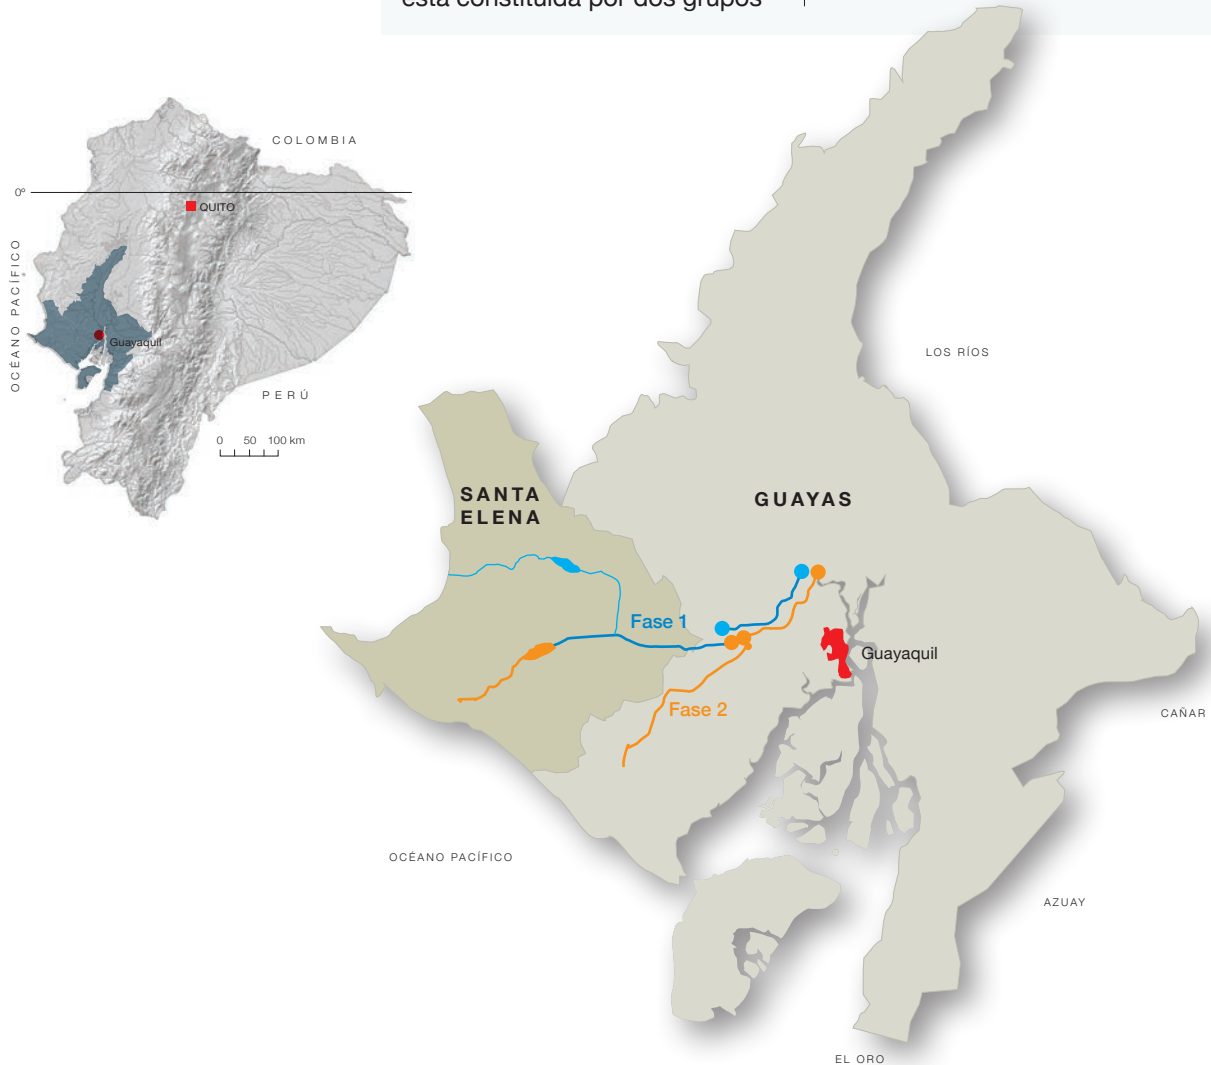 está constituida por dos grupos
COLOMBIA
0º
QUITO
OCÉANO PACÍFICO
Guayaquil
PERÚ
0 50 100 km
LOS RÍOS
SANTA
ELENA
GUAYAS
Fase 1
Guayaquil
Fase 2
CAÑAR
OCÉANO PACÍFICO
AZUAY
EL ORO